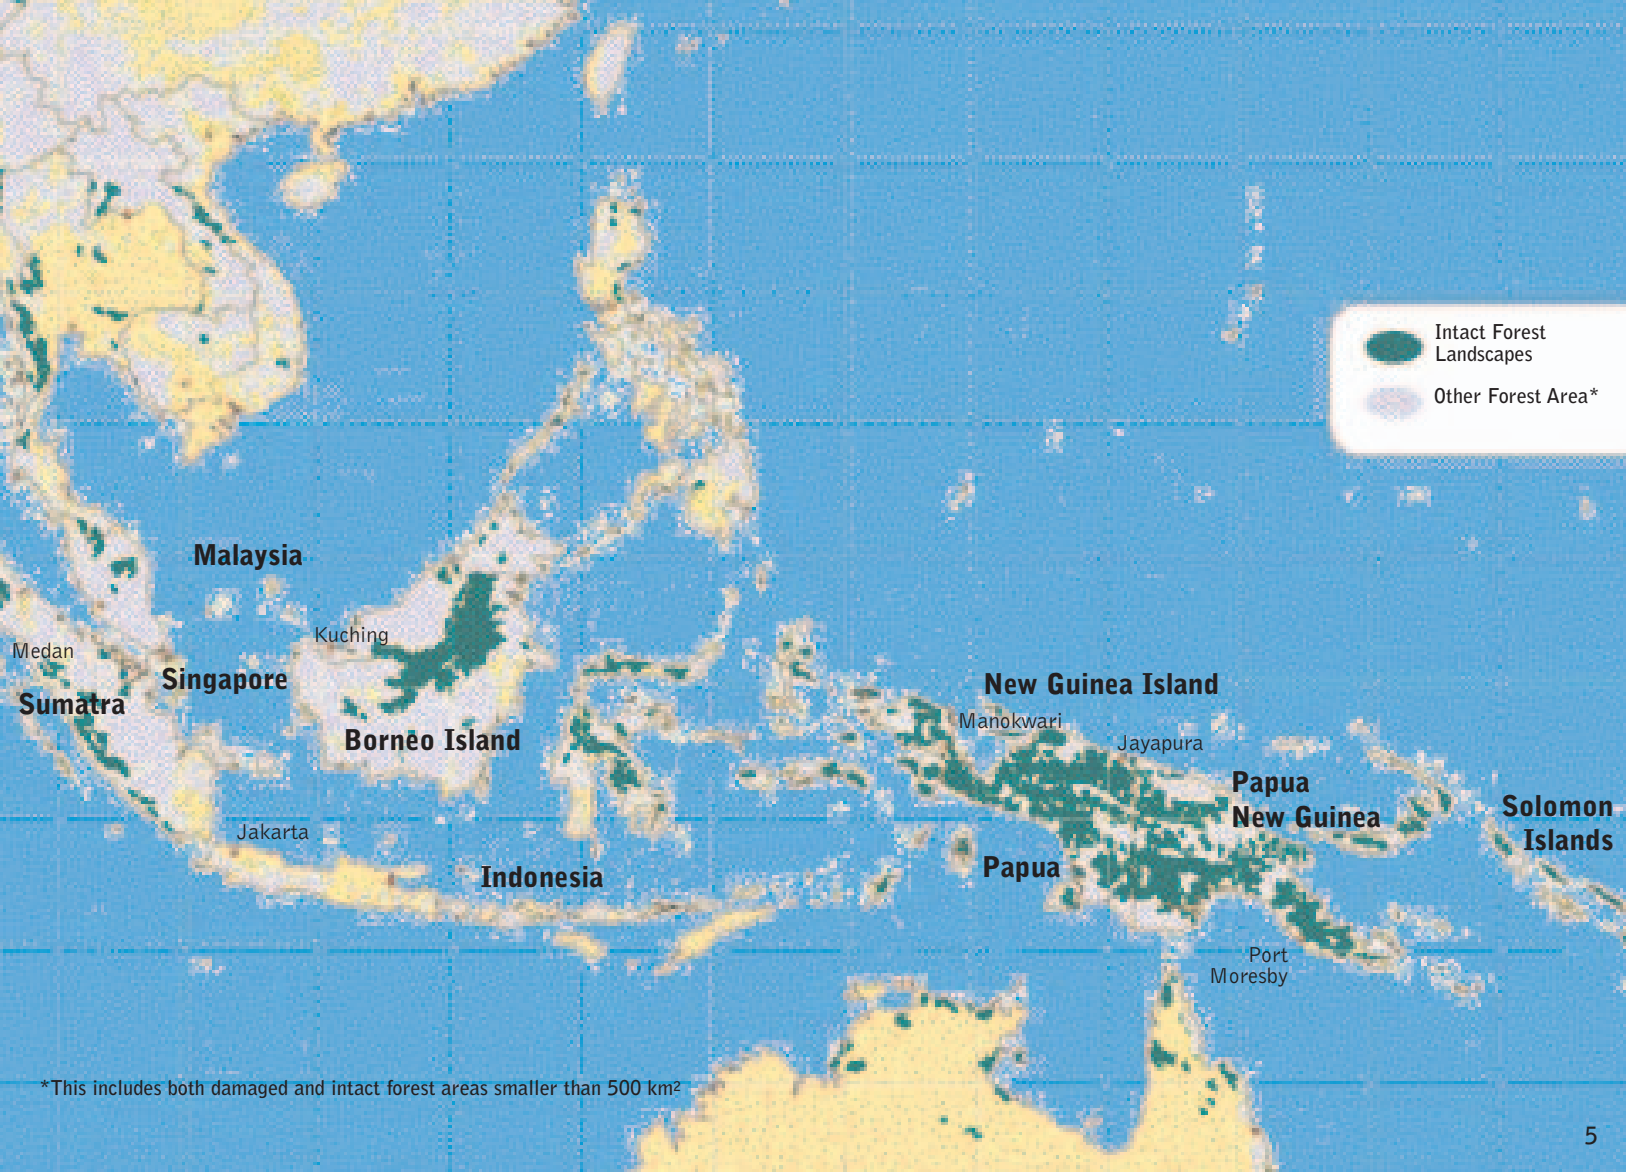 Intact Forest
Landscapes
Other Forest Area*
Malaysia
Kuching
Medan
Singapore
Sumatra
New Guinea Island
Manokwari
Borneo Island
Jayapura
Papua
New Guinea
Solomon
Islands
Jakarta
Indonesia
Papua
Port
Moresby
*This includes both damaged and intact forest areas smaller than 500 km²
5